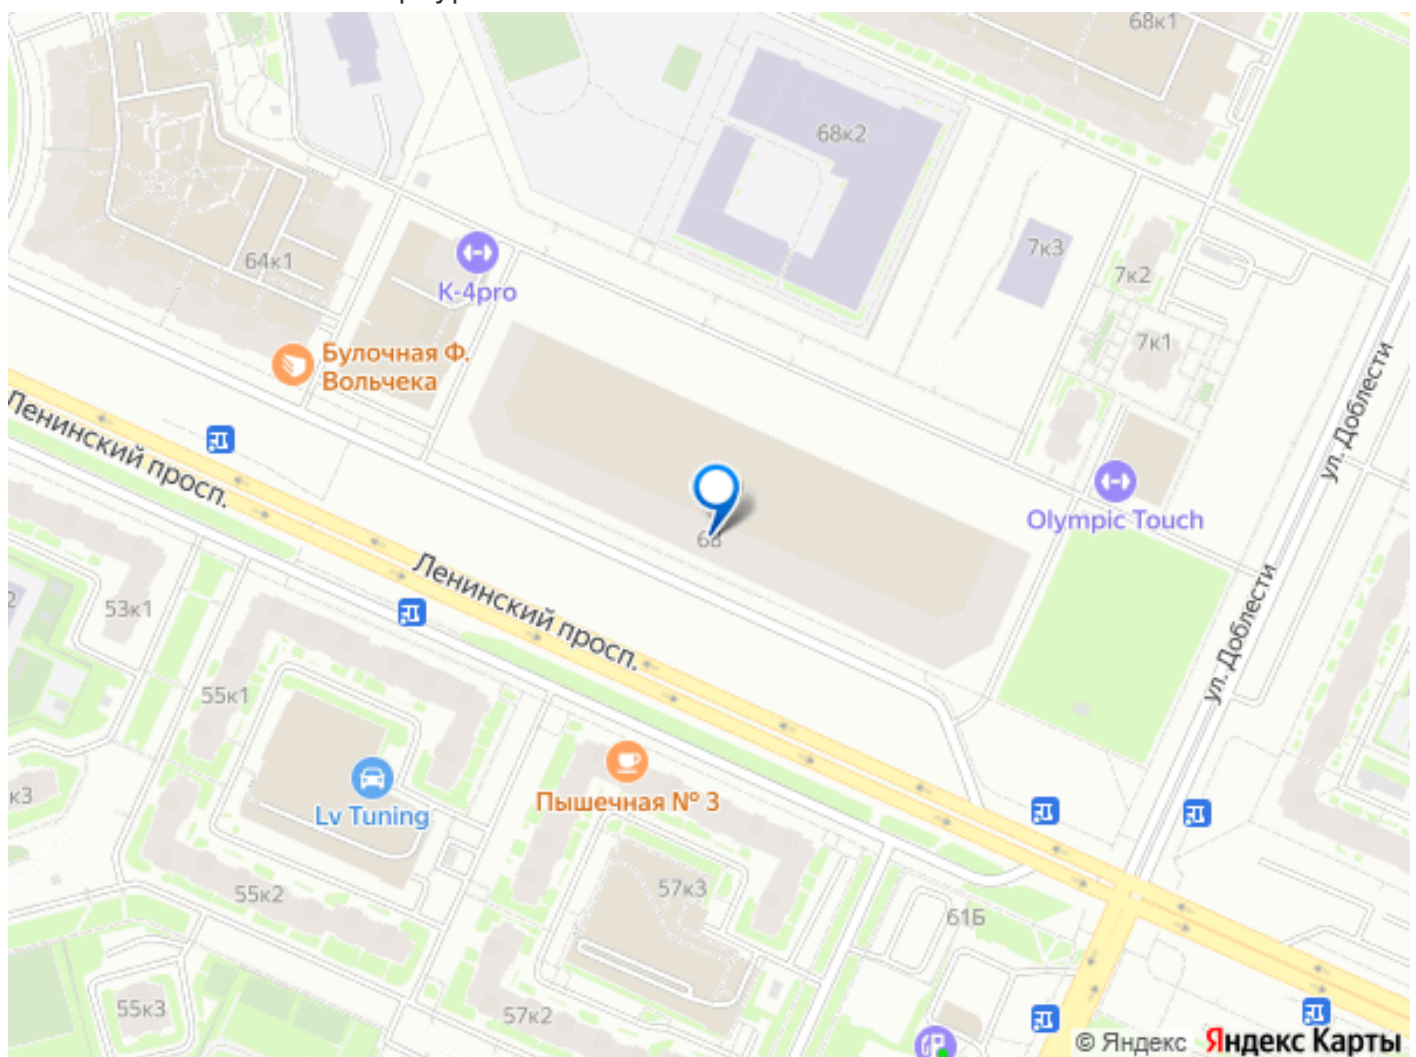 68к1
68к2
7к3
7к2
64к1
K-4pro
7к1
Булочная Ф.
Вольчека
Ленинский просп.
ул. Доблести
Olympic Touch
68
Ленинский просп.
53к1
ул. Доблести
55к1
к3
Lv Tuning
Пышечная № 3
57к3
55к2
61Б
55к3
57к2
© Яндекс Яндекс Карты